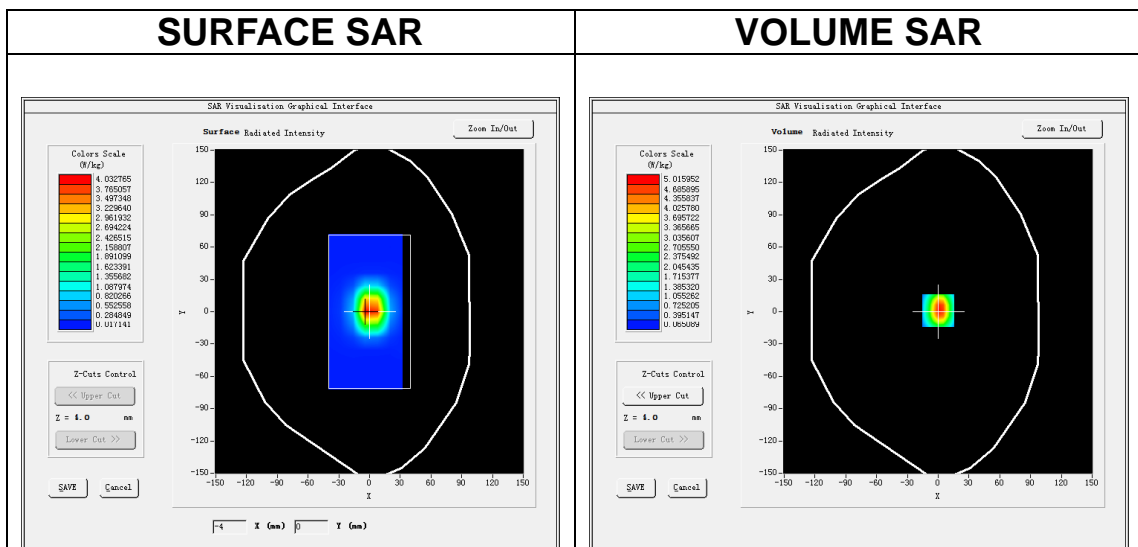 SURFACE SAR
VOLUME SAR
SAR Visualisation Graphical Interface
Surface Radiated Intensity
Zoom In/Out
Colors Scale
(W/kg)
4.032765
3.765057
3.497348
3.229640
2.961932
2.694224
2.426515
2.158807
1.891099
1.623391
1.355682
1.087974
0.820266
0.552558
0.284849
0.017141
150
120
90
60
30
0
-30
-60
-90
-120
-150
Y
-150 -120 -90 -60 -30 0 30 60 90 120 150
X
Z-Cuts Control
<< Upper Cut
Z = mm
Lower Cut >>
SAVE Cancel
-4 X (mm) 0 Y (mm)
SAR Visualisation Graphical Interface
Volume Radiated Intensity
Zoom In/Out
Colors Scale
(W/kg)
5.015952
4.685895
4.355837
4.025780
3.695722
3.365665
3.035607
2.705550
2.375492
2.045435
1.715377
1.385320
1.055262
0.725205
0.395147
0.065089
150
120
90
60
30
0
-30
-60
-90
-120
-150
Y
-150 -120 -90 -60 -30 0 30 60 90 120 150
X
Z-Cuts Control
<< Upper Cut
Z = mm
Lower Cut >>
SAVE Cancel